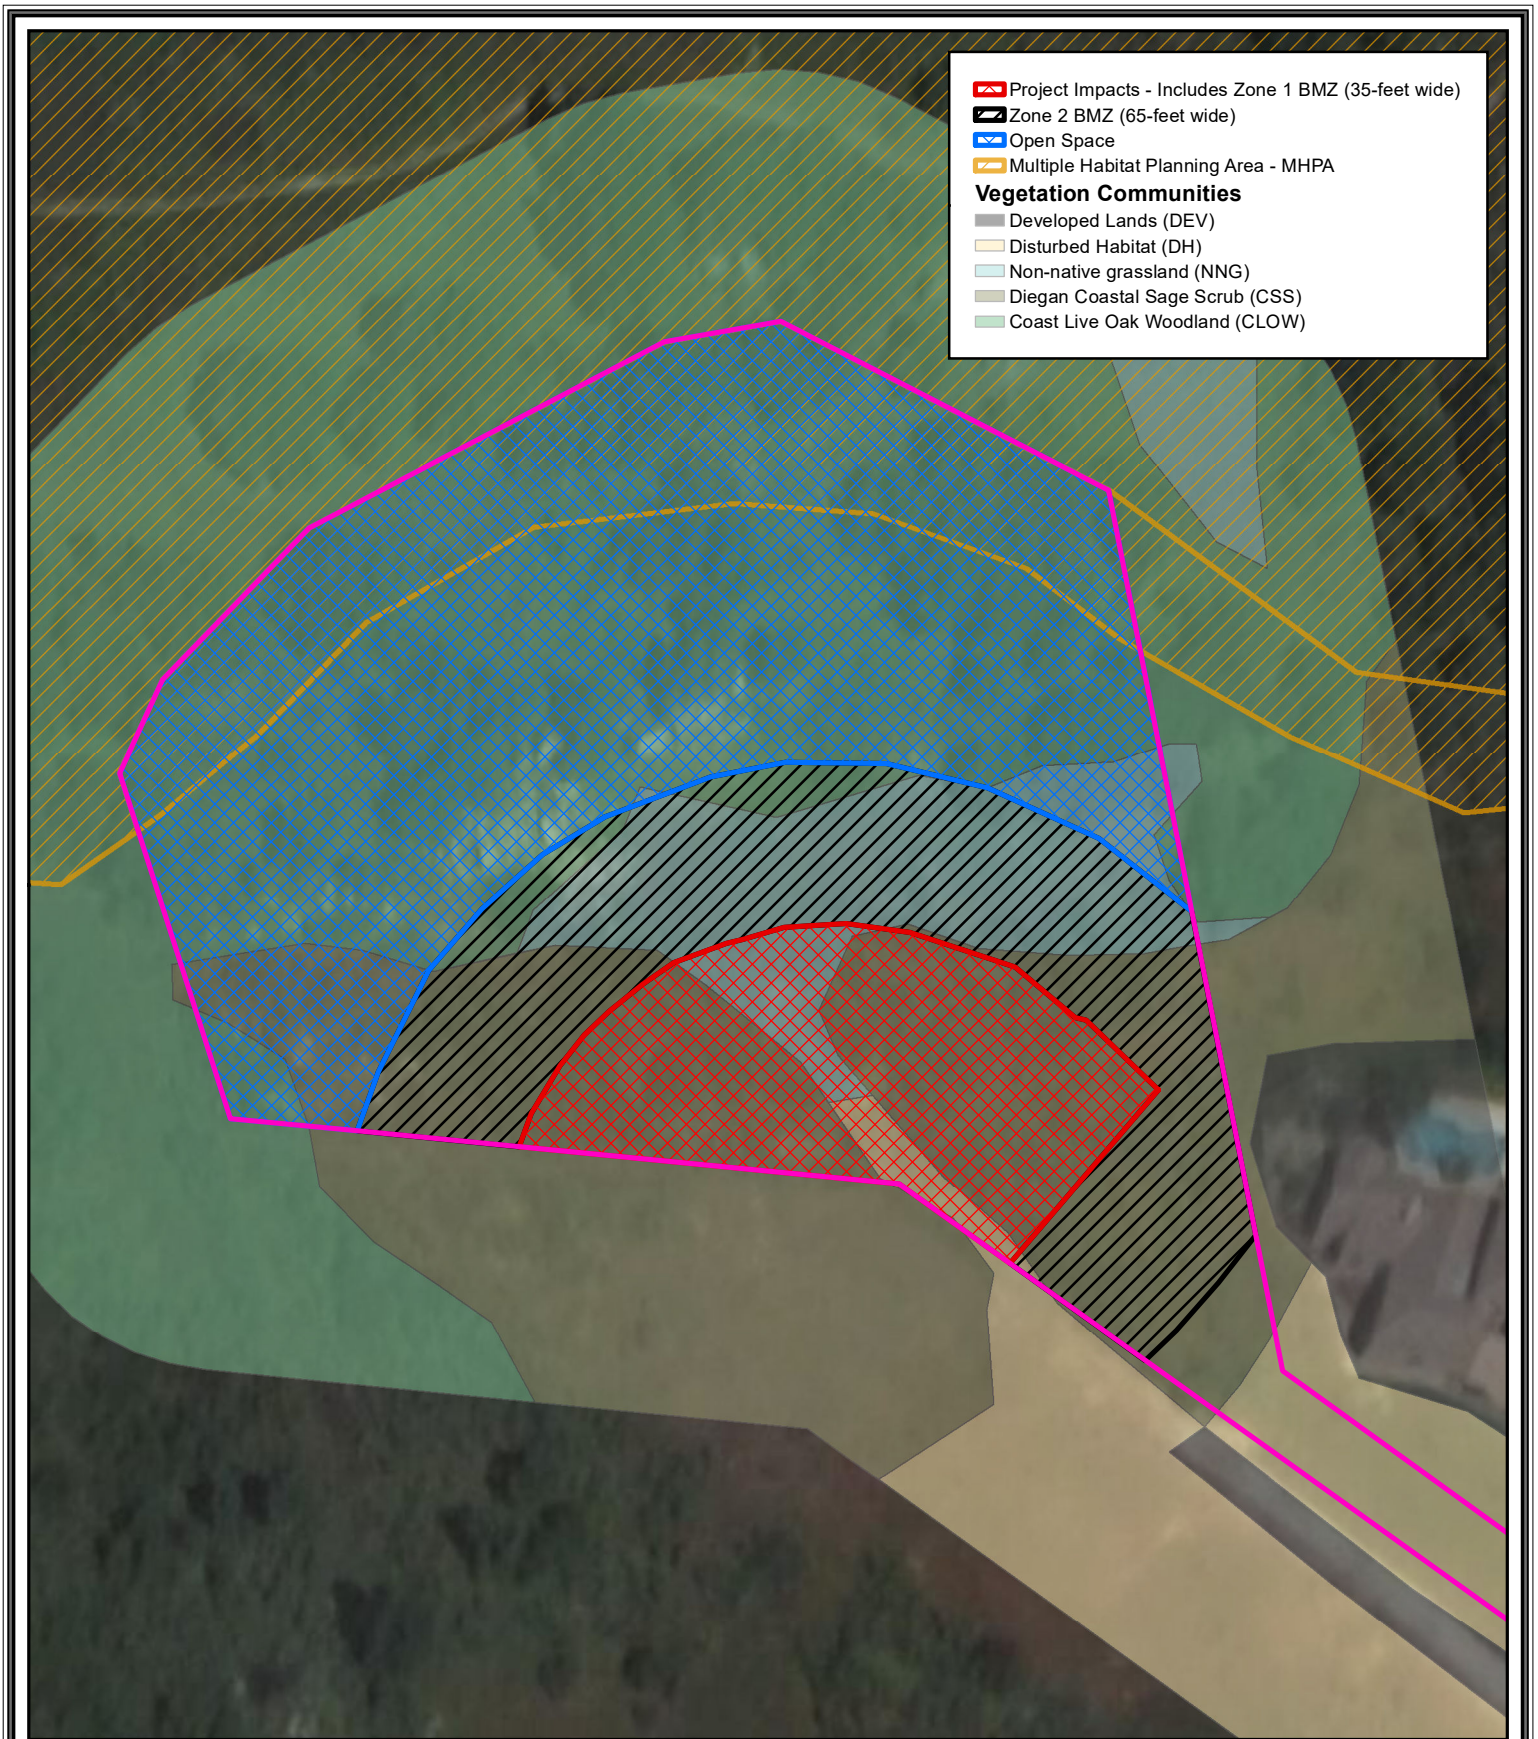 Project Impacts - Includes Zone 1 BMZ (35-feet wide)
Zone 2 BMZ (65-feet wide)
Open Space
Multiple Habitat Planning Area - MHPA
Vegetation Communities
Developed Lands (DEV)
Disturbed Habitat (DH)
Non-native grassland (NNG)
Diegan Coastal Sage Scrub (CSS)
Coast Live Oak Woodland (CLOW)